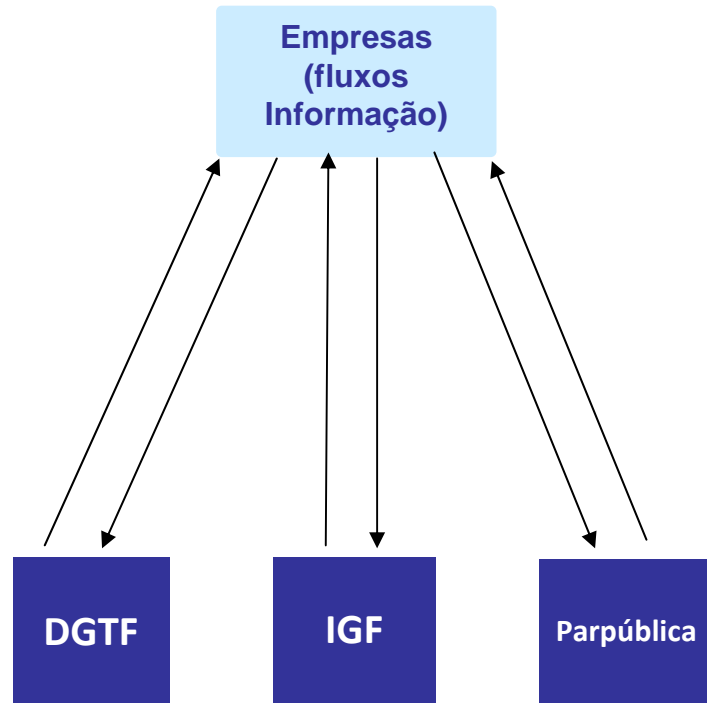 Empresas
(fluxos
Informação)
DGTF
IGF
Parpública